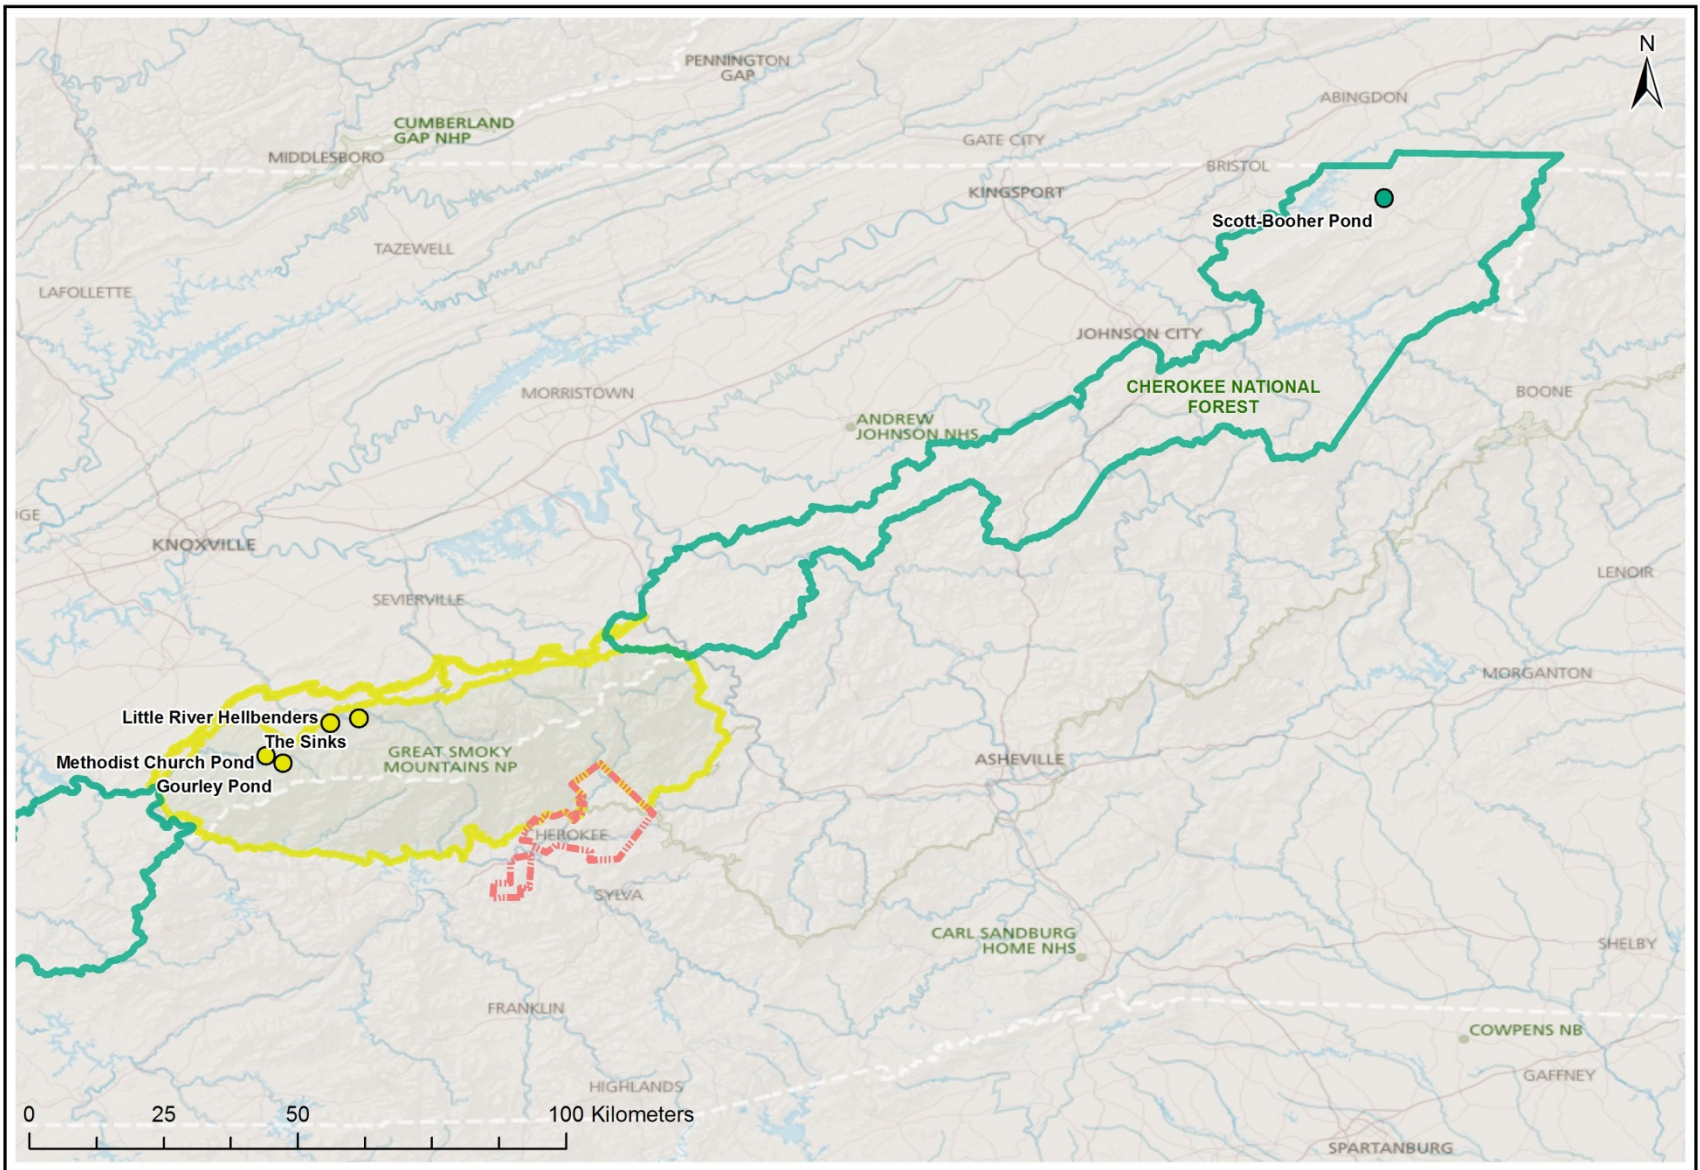 N
PENNINGTON
GAP
ABINGDON
CUMBERLAND
GAP NHP
GATE CITY
MIDDLESBORO
BRISTOL
KINGSPORT
Scott-Booher Pond
TAZEWELL
LAFOLLETTE
JOHNSON CITY
CHEROKEE NATIONAL
FOREST
MORRISTOWN
BOONE
ANDREW
JOHNSON NHS
GE
KNOXVILLE
LENOIR
SEVIERVILLE
MORGANTON
Little River Hellbenders
The Sinks
Methodist Church Pond
Gourley Pond
GREAT SMOKY
MOUNTAINS NP
ASHEVILLE
CHEROKEE
SYLVA
CARL SANDBURG
HOME NHS
SHELBY
FRANKLIN
COWPENS NB
GAFFNEY
HIGHLANDS
0 25 50 100 Kilometers
SPARTANBURG